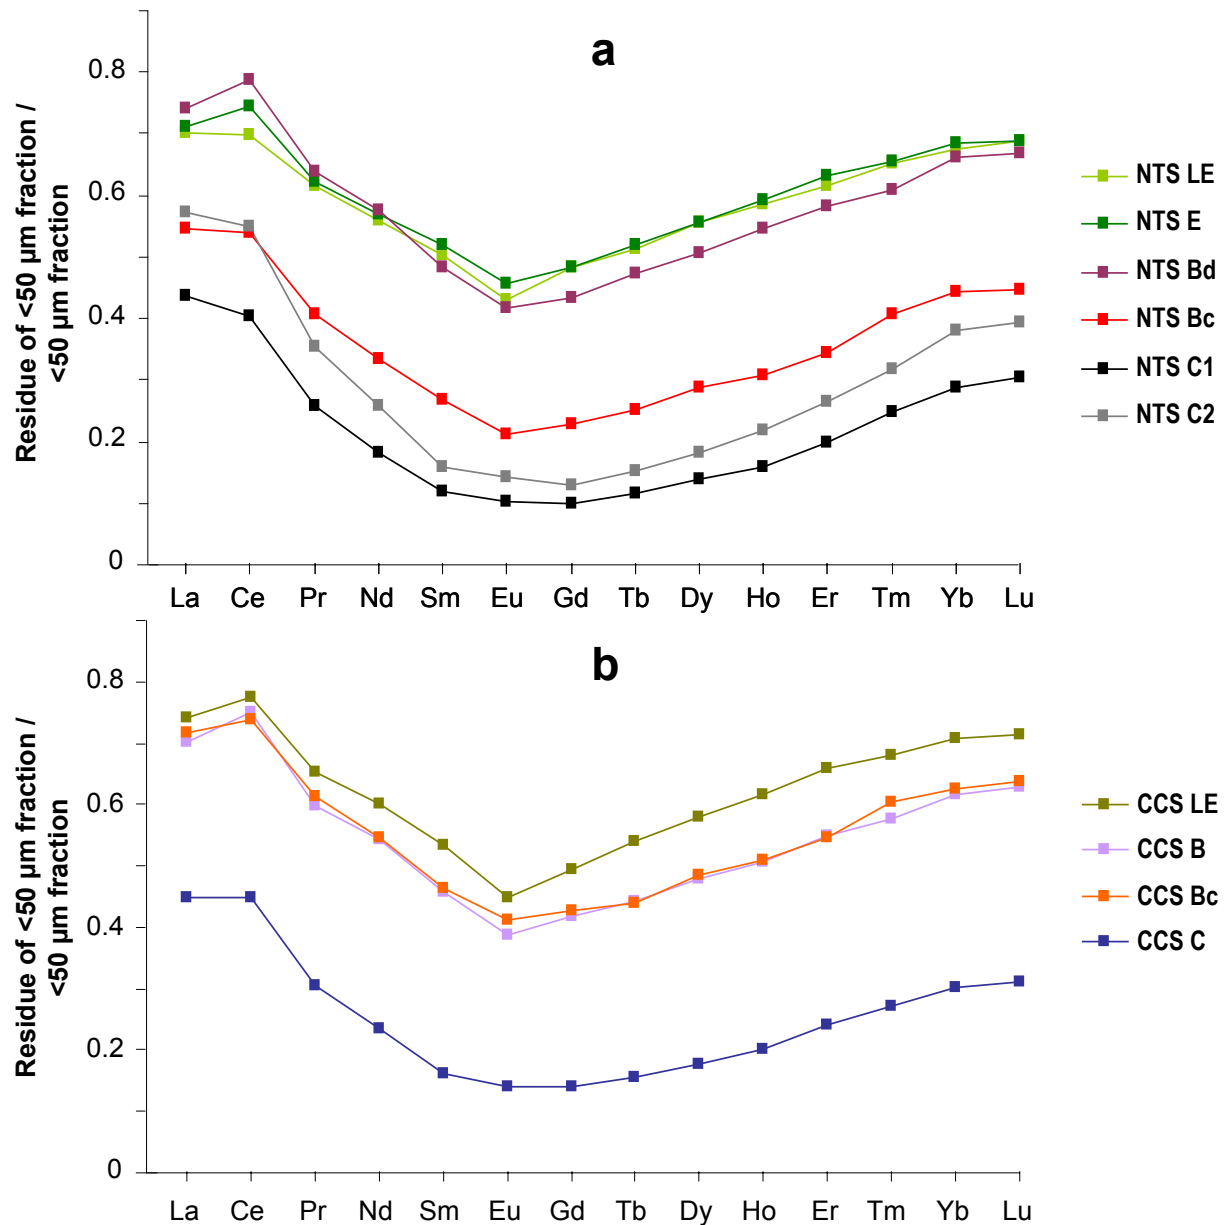 a
Residue of <50 µm fraction /
<50 µm fraction
0.8
0.6
0.4
0.2
0
La Ce Pr Nd Sm Eu Gd Tb Dy Ho Er Tm Yb Lu
NTS LE
NTS E
NTS Bd
NTS Bc
NTS C1
NTS C2
b
Residue of <50 µm fraction /
<50 µm fraction
0.8
0.6
0.4
0.2
0
La Ce Pr Nd Sm Eu Gd Tb Dy Ho Er Tm Yb Lu
CCS LE
CCS B
CCS Bc
CCS C